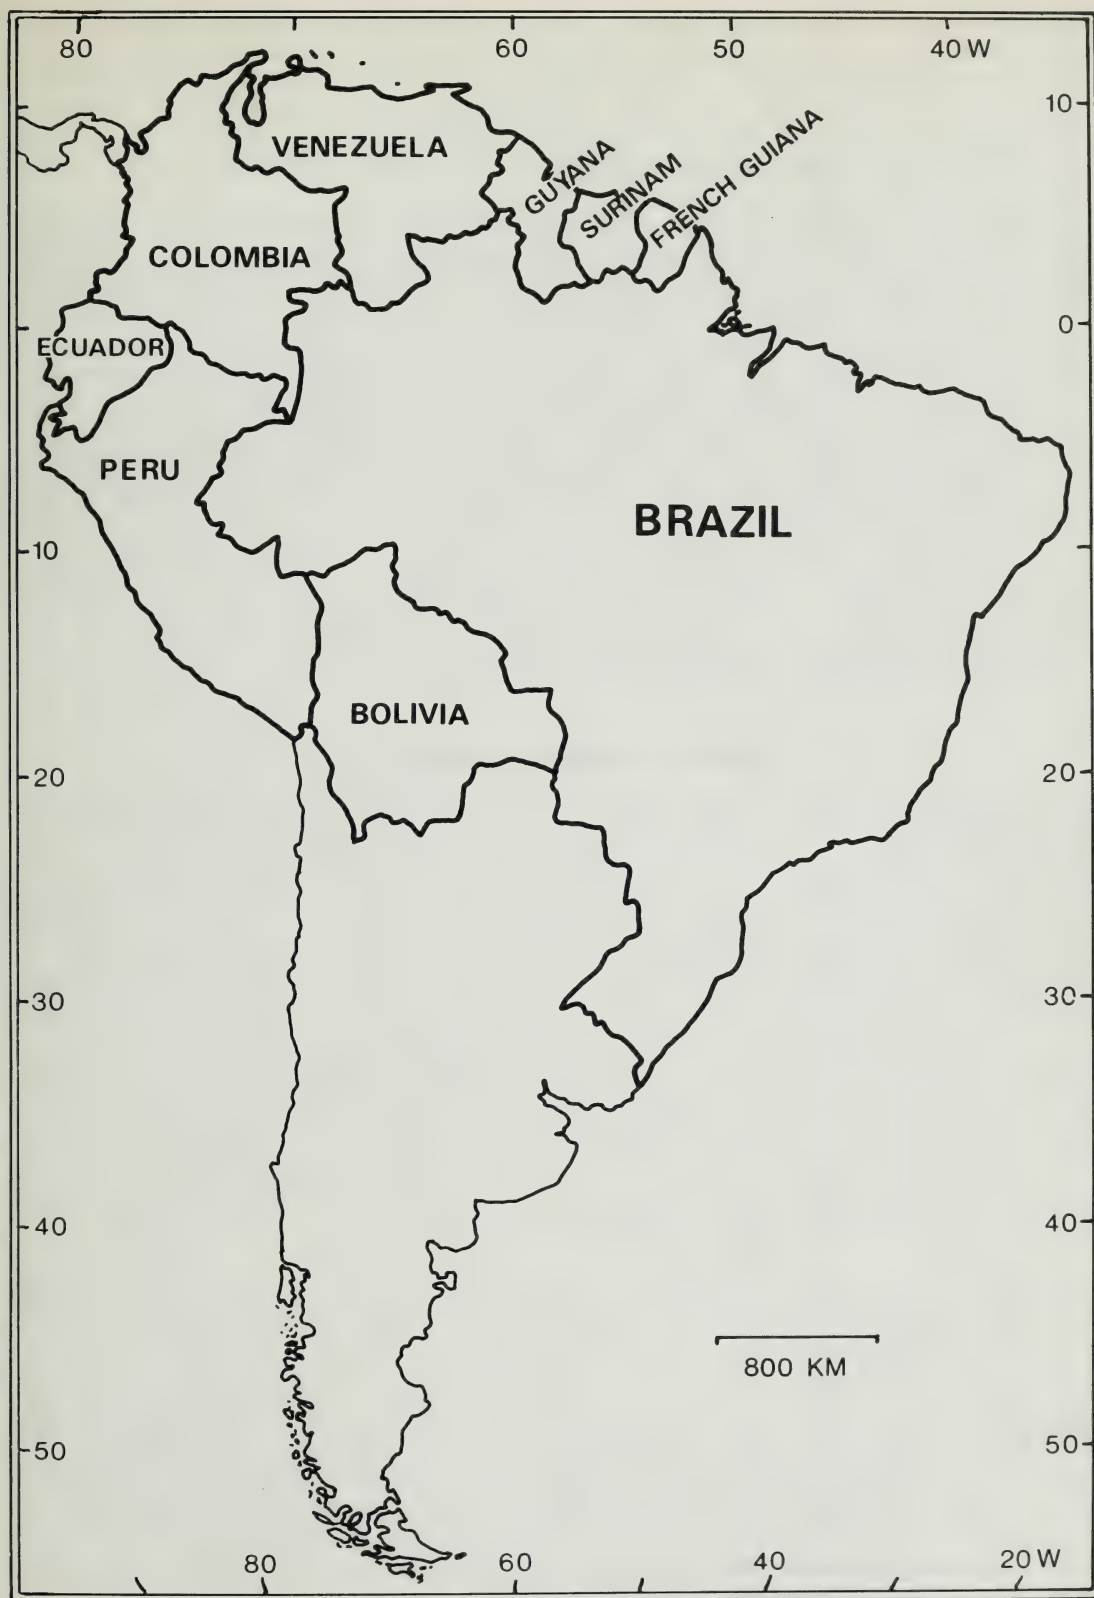 80 60 50 40 W
10
VENEZUELA
GUYANA
SURINAM
FRENCH GUIANA
COLOMBIA
0
ECUADOR
PERU
BRAZIL
10
BOLIVIA
20 20
30 30
40 40
800 KM
50 50
80 60 40 20 W